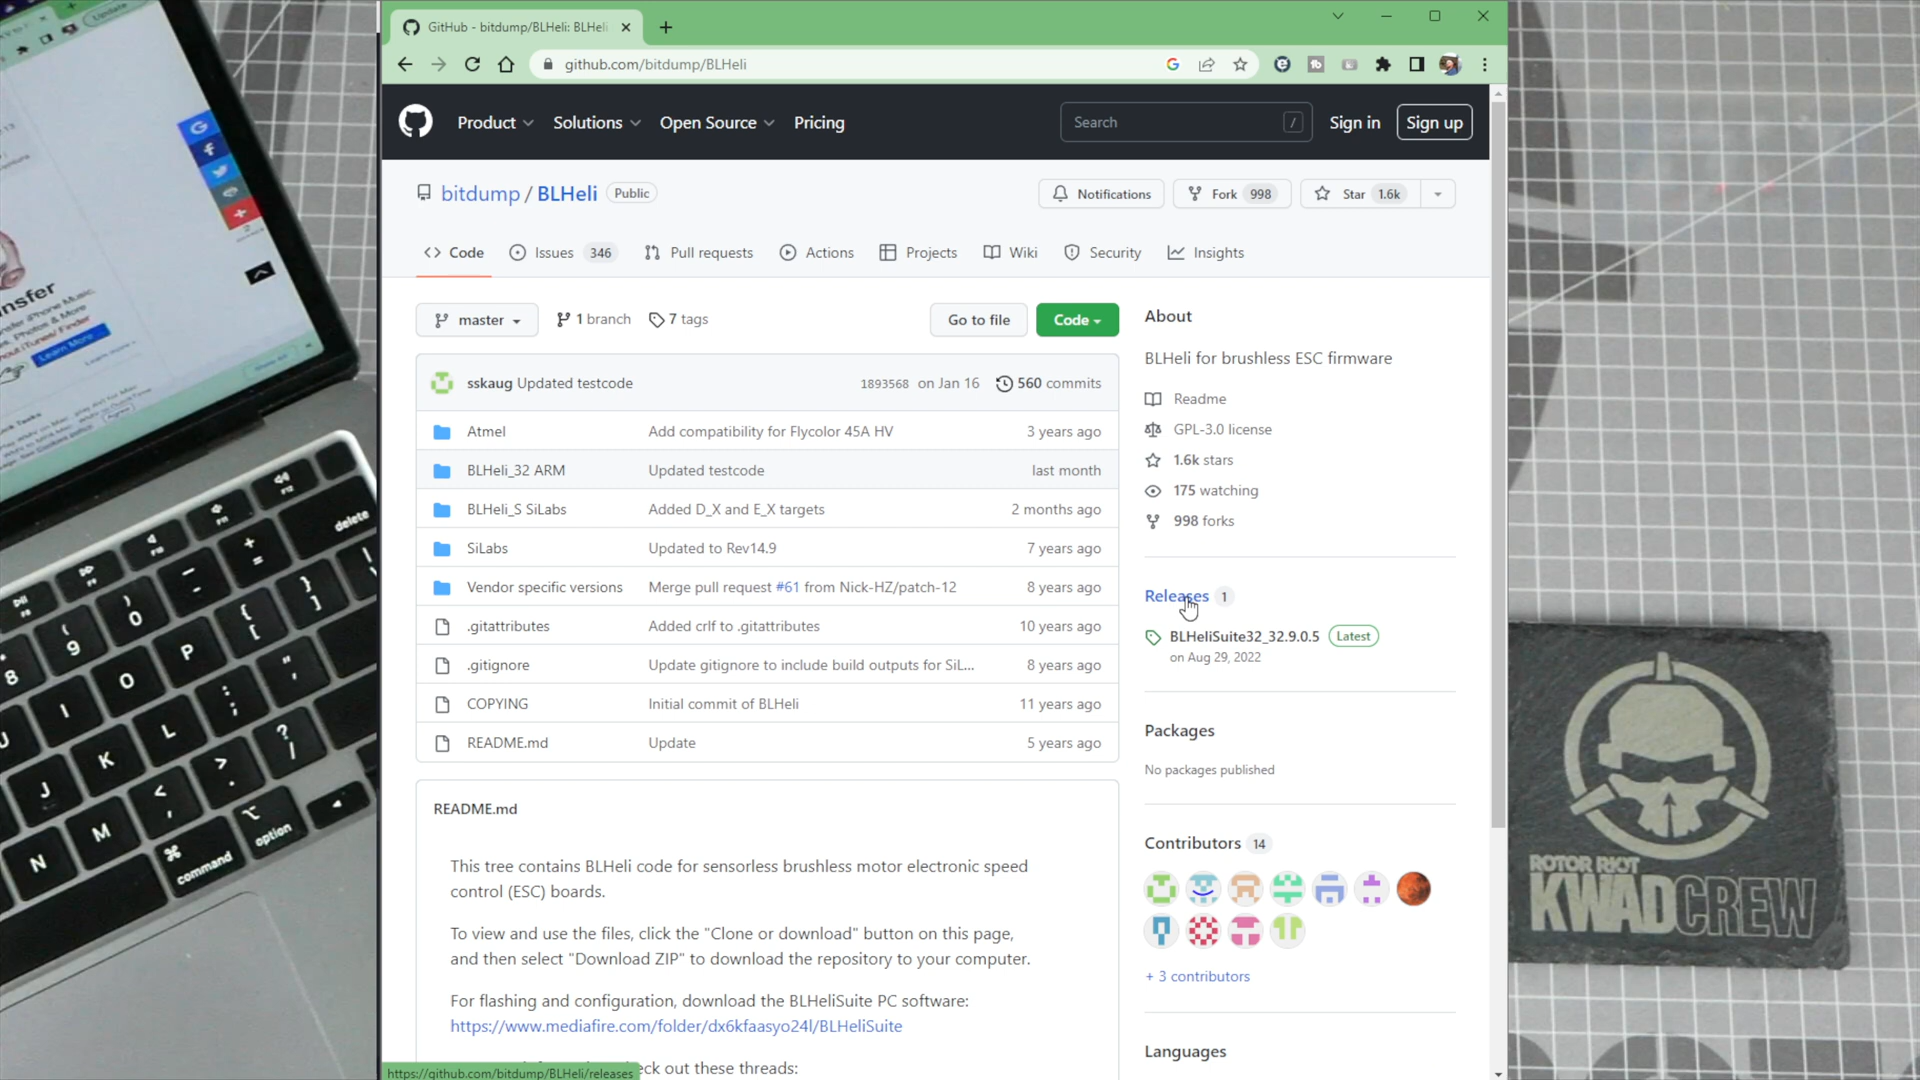 GitHub - bitdump/BLHeli: BLHeli
github.com/bitdump/BLHeli
Product
Solutions
Open Source
Pricing
Search
/
Sign in
Sign up
bitdump / BLHeli
Public
Notifications
Fork 998
Star 1.6k
Code
Issues 346
Pull requests
Actions
Projects
Wiki
Security
Insights
master
1 branch
7 tags
Go to file
Code
sskaug Updated testcode
1893568 on Jan 16
560 commits
Atmel Add compatibility for Flycolor 45A HV 3 years ago
BLHeli_32 ARM Updated testcode last month
BLHeli_S SiLabs Added D_X and E_X targets 2 months ago
SiLabs Updated to Rev14.9 7 years ago
Vendor specific versions Merge pull request #61 from Nick-HZ/patch-12 8 years ago
.gitattributes Added crlf to .gitattributes 10 years ago
.gitignore Update gitignore to include build outputs for SiL... 8 years ago
COPYING Initial commit of BLHeli 11 years ago
README.md Update 5 years ago
README.md
This tree contains BLHeli code for sensorless brushless motor electronic speed
control (ESC) boards.
To view and use the files, click the "Clone or download" button on this page,
and then select "Download ZIP" to download the repository to your computer.
For flashing and configuration, download the BLHeliSuite PC software:
https://www.mediafire.com/folder/dx6kfaasyo24l/BLHeliSuite
eck out these threads:
https://github.com/bitdump/BLHeli/releases
About
BLHeli for brushless ESC firmware
Readme
GPL-3.0 license
1.6k stars
175 watching
998 forks
Releases 1
BLHeliSuite32_32.9.0.5 Latest
on Aug 29, 2022
Packages
No packages published
Contributors 14
+ 3 contributors
Languages
Update
nsfer
Learn More
delete
+
=
-
)
0
(
9
8
{
[
}
]
P
O
I
:
;
"
'
L
K
J
?
/
>
.
<
,
M
N
option
command
ROTOR RIOT
KWADCREW